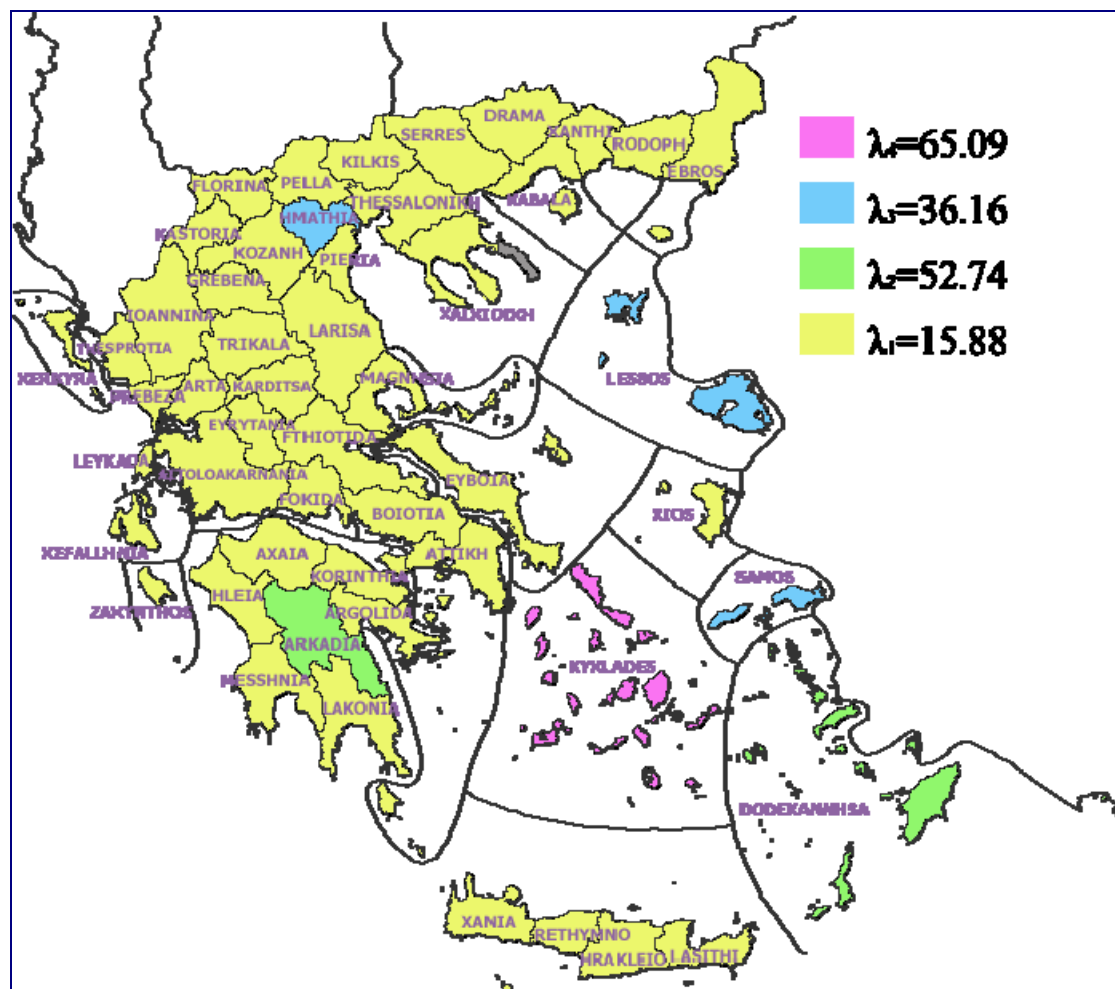 DRAMA
SERRES
XANTHI
RODOPH
KILKIS
EBROS
FLORINA
PELLA
THESSALONIKH
KABALA
HMATHIA
KASTORIA
KOZANH
PIERIA
GREBENA
IOANNINA
XALKIDIKH
LARISA
THESPROTIA
TRIKALA
XERKYRA
MAGNHSIA
LESBOS
PREBEZA
ARTA
KARDITSA
EYRYTANIA
FTHIOTIDA
LEYKADA
AITOLOAKARNANIA
EYBOIA
FOKIDA
BOIOTIA
XIOS
XEFALLHNIA
AXAIA
ATTIKH
KORINTHIA
SAMOS
HLEIA
ZAKYNTHOS
ARGOLIDA
ARKADIA
KYKLADES
MESSHNIA
LAKONIA
DODEKANNHSA
XANIA
RETHYMNO
HRAKLEIO
LASITHI
λ₄=65.09
λ₃=36.16
λ₂=52.74
λ₁=15.88